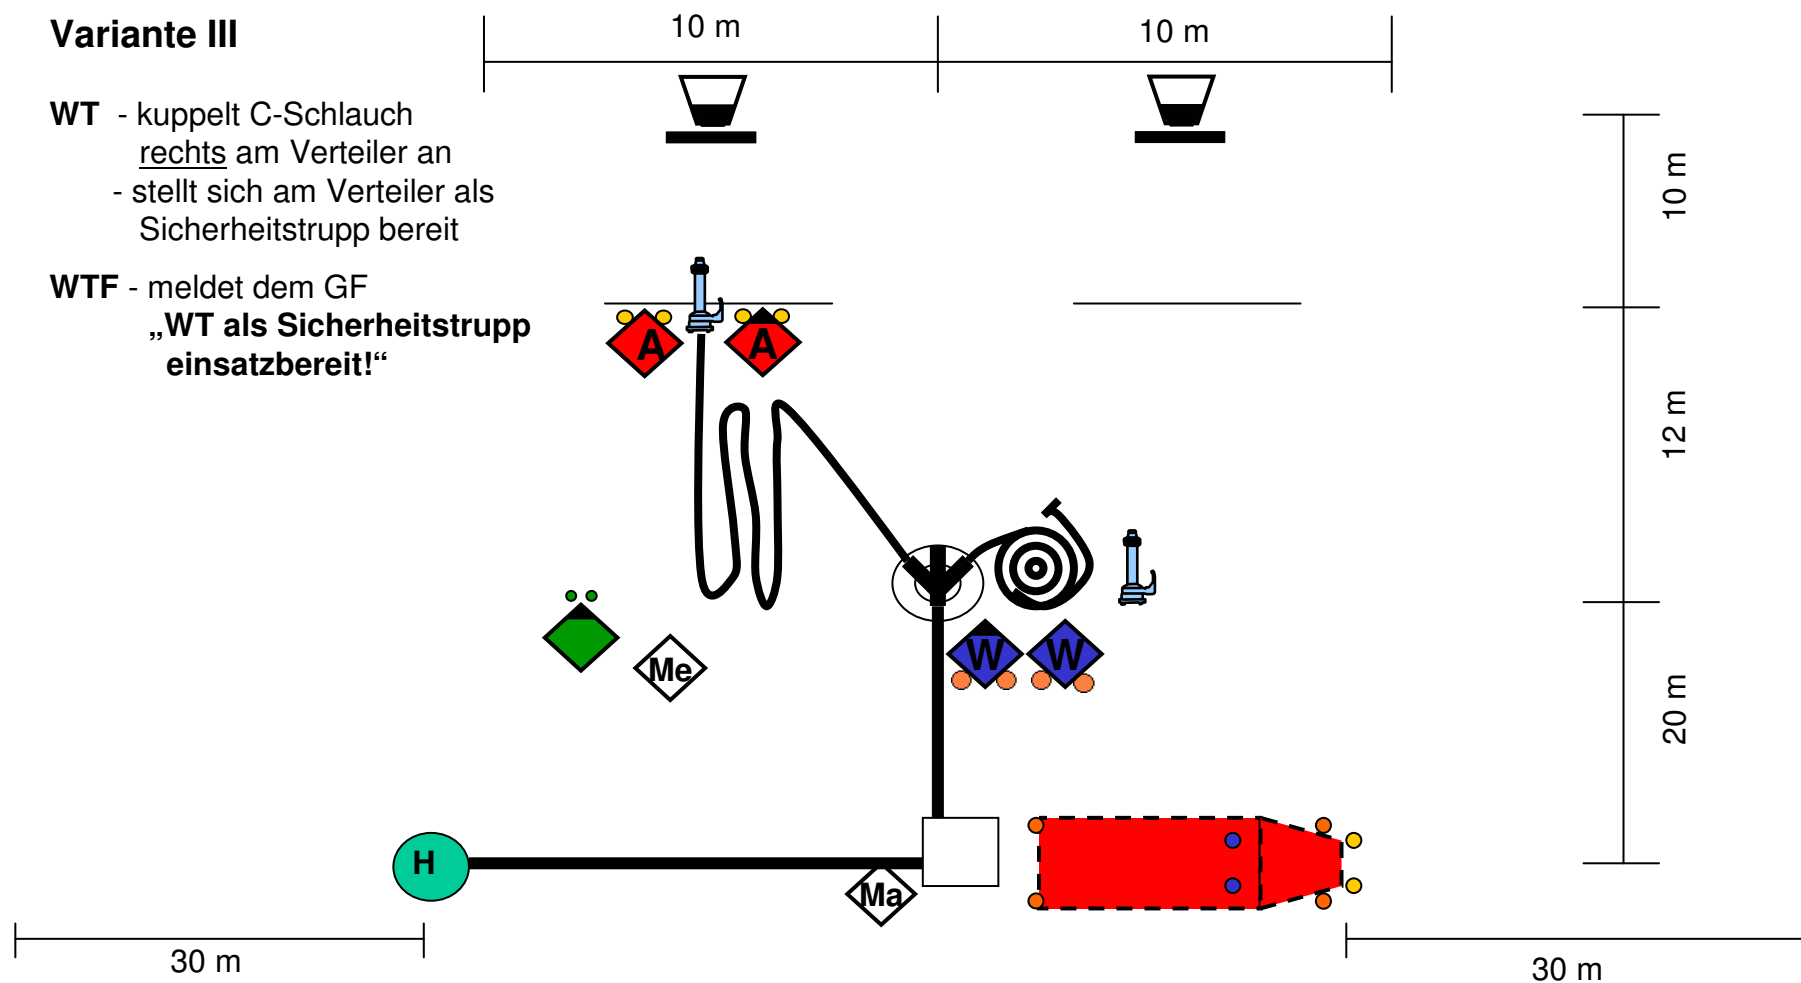 Variante III
10 m
10 m
WT - kuppelt C-Schlauch
rechts am Verteiler an
- stellt sich am Verteiler als
Sicherheitstrupp bereit
WTF - meldet dem GF
„WT als Sicherheitstrupp
einsatzbereit!“
10 m
A
A
12 m
Me
W
W
20 m
H
Ma
30 m
30 m